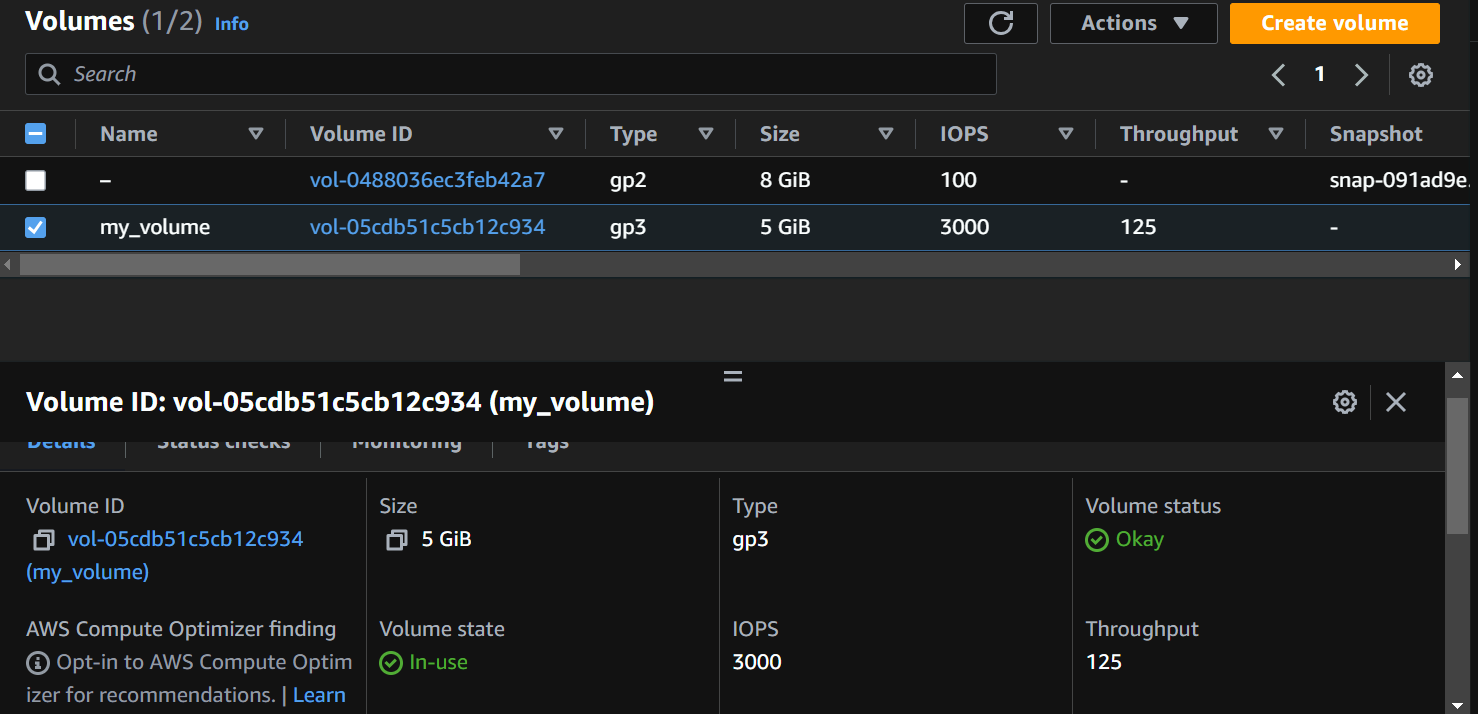 Volumes (1/2) Info
Actions
Create volume
Search
1
Name Volume ID Type Size IOPS Throughput Snapshot
– vol-0488036ec3feb42a7 gp2 8 GiB 100 - snap-091ad9e.
my_volume vol-05cdb51c5cb12c934 gp3 5 GiB 3000 125 -
Volume ID: vol-05cdb51c5cb12c934 (my_volume)
Details Status checks Monitoring Tags
Volume ID
vol-05cdb51c5cb12c934
(my_volume)
Size
5 GiB
Type
gp3
Volume status
Okay
AWS Compute Optimizer finding
Opt-in to AWS Compute Optim
izer for recommendations. | Learn
Volume state
In-use
IOPS
3000
Throughput
125